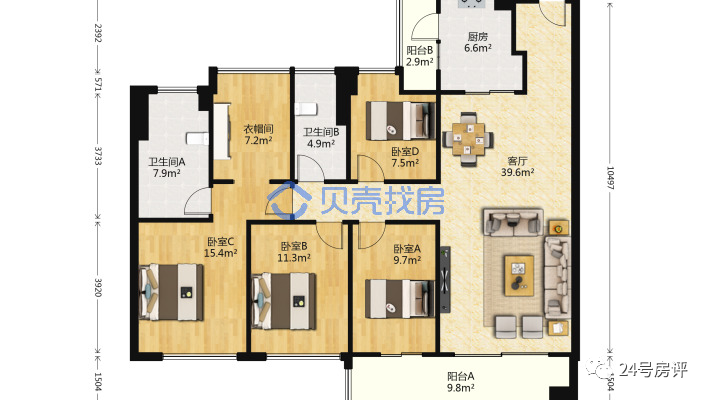 2392
571
3733
3920
1504
10497
504
厨房
6.6m²
阳台B
2.9m²
衣帽间
7.2m²
卫生间B
4.9m²
卧室D
7.5m²
卫生间A
7.9m²
客厅
39.6m²
贝壳找房
卧室C
15.4m²
卧室B
11.3m²
卧室A
9.7m²
阳台A
9.8m²
24号房评